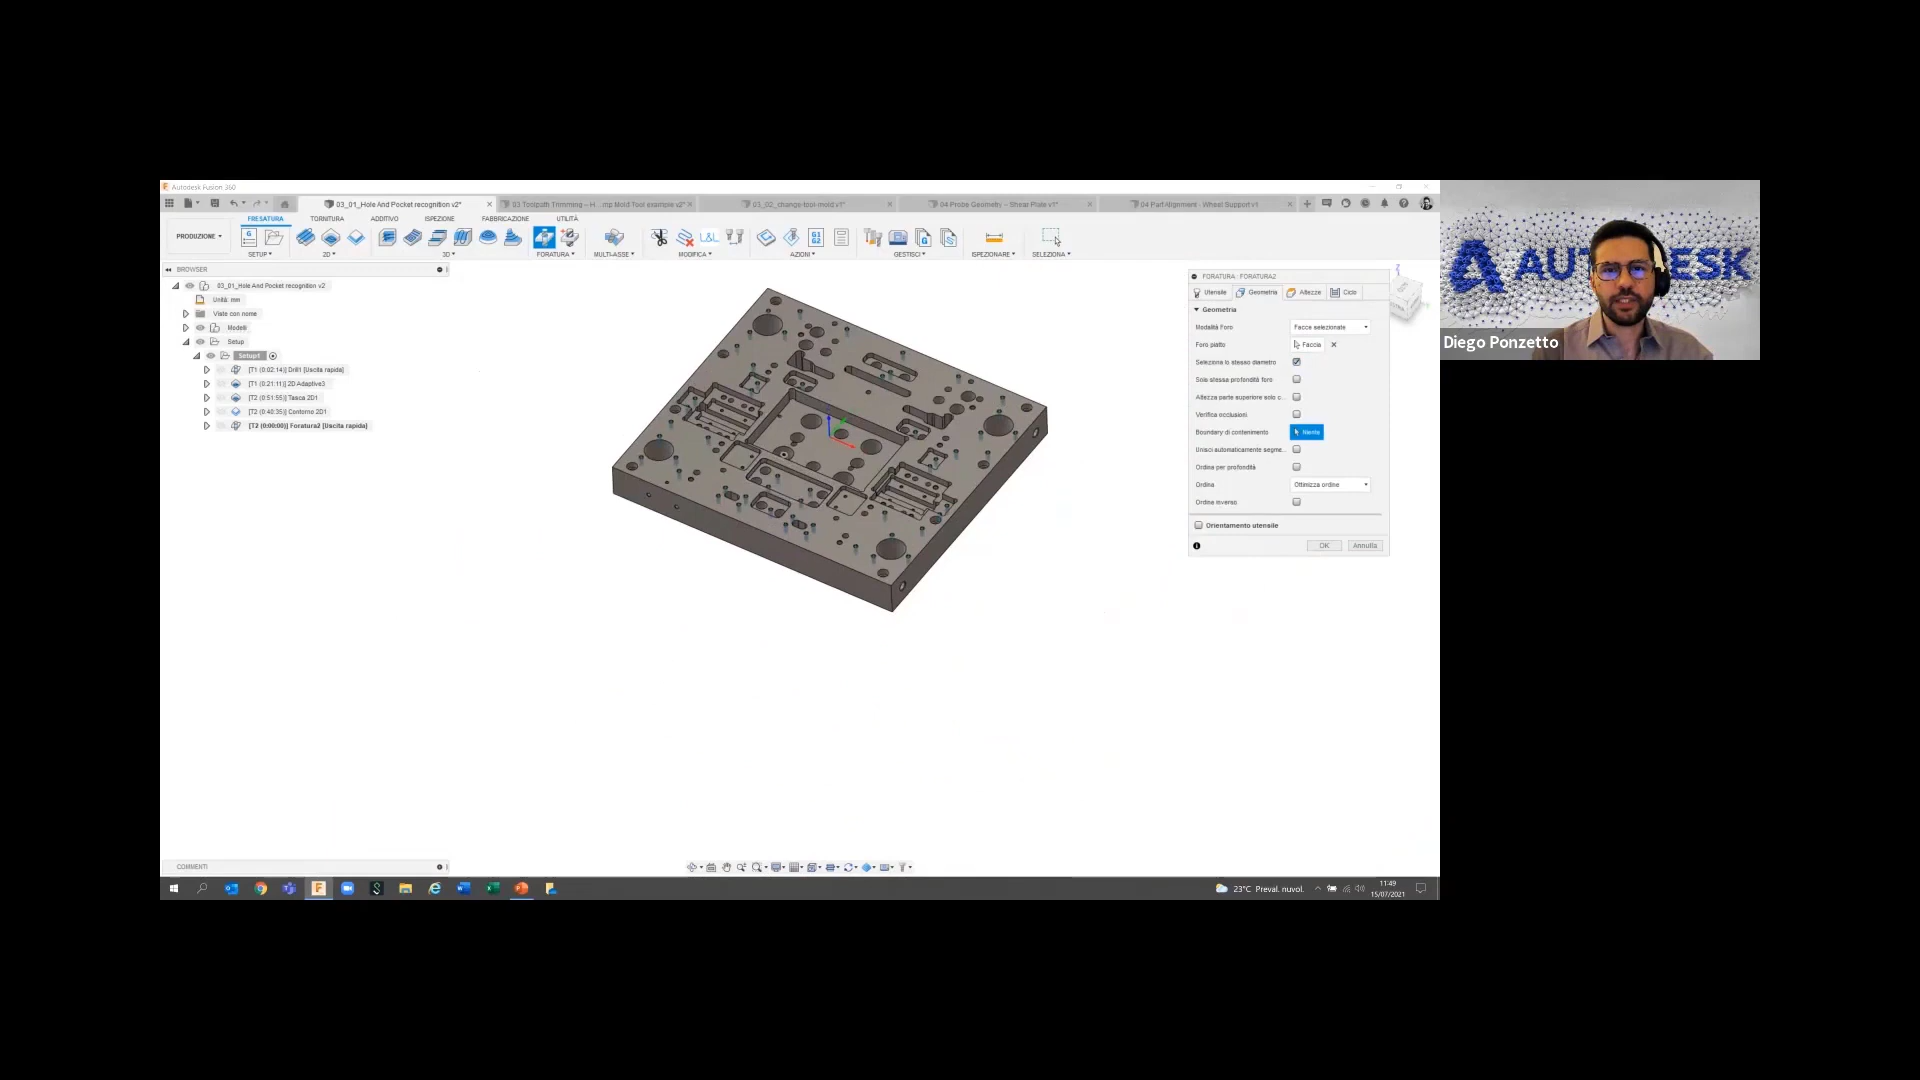 Autodesk Fusion 360
03_01_Hole And Pocket recognition v2*
03 Toolpath Trimming – H ... mp Mold Tool example v2*
03_02_change-tool-mold v1*
04 Probe Geometry – Shear Plate v1*
04 Part Alignment - Wheel Support v1
FRESATURA TORNITURA ADDITIVO ISPEZIONE FABBRICAZIONE UTILITÀ
PRODUZIONE
SETUP 2D 3D FORATURA MULTI-ASSE MODIFICA AZIONI GESTISCI ISPEZIONARE SELEZIONA
BROWSER
03_01_Hole And Pocket recognition v2
Unità: mm
Viste con nome
Modelli
Setup
Setup1
[T1 (0:02:14)] Drill1 [Uscita rapida]
[T1 (0:21:11)] 2D Adaptive3
[T2 (0:51:55)] Tasca 2D1
[T2 (0:40:35)] Contorno 2D1
[T2 (0:00:00)] Foratura2 [Uscita rapida]
FORATURA : FORATURA2
Utensile Geometria Altezze Ciclo
Geometria
Modalità Foro Facce selezionate
Foro piatto Faccia
Seleziona lo stesso diametro
Solo stessa profondità foro
Altezza parte superiore solo c...
Verifica occlusioni
Boundary di contenimento Niente
Unisci automaticamente segme...
Ordina per profondità
Ordina Ottimizza ordine
Ordine inverso
Orientamento utensile
OK Annulla
AUTODESK
Diego Ponzetto
COMMENTI
23°C Preval. nuvol.
11:49
15/07/2021